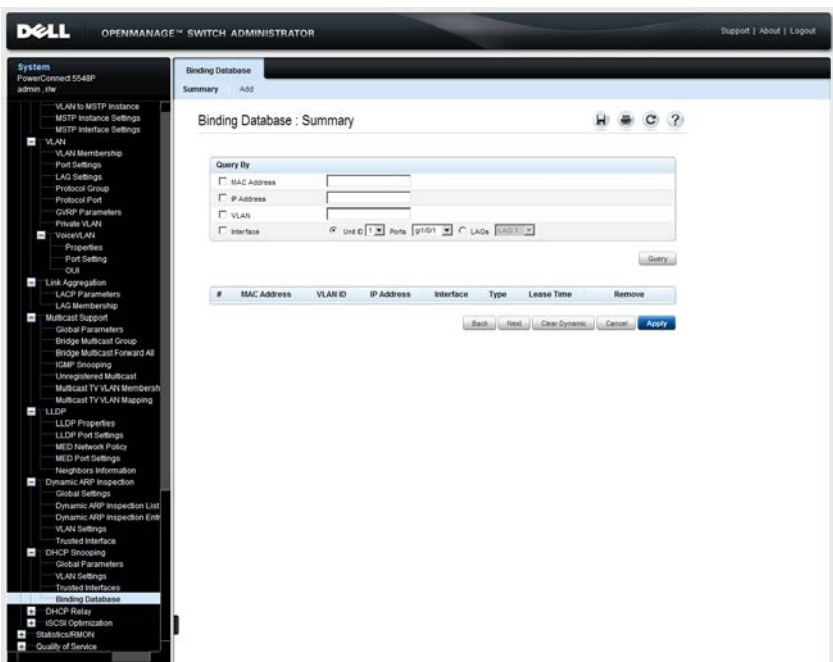 DELL OPENMANAGE™ SWITCH ADMINISTRATOR
Support | About | Logout
System
PowerConnect 5548P
admin , r/w
VLAN to MSTP Instance
MSTP Instance Settings
MSTP Interface Settings
VLAN
VLAN Membership
Port Settings
LAG Settings
Protocol Group
Protocol Port
GVRP Parameters
Private VLAN
VoiceVLAN
Properties
Port Setting
OUI
Link Aggregation
LACP Parameters
LAG Membership
Multicast Support
Global Parameters
Bridge Multicast Group
Bridge Multicast Forward All
IGMP Snooping
Unregistered Multicast
Multicast TV VLAN Membersh
Multicast TV VLAN Mapping
LLDP
LLDP Properties
LLDP Port Settings
MED Network Policy
MED Port Settings
Neighbors Information
Dynamic ARP Inspection
Global Settings
Dynamic ARP Inspection List
Dynamic ARP Inspection Entr
VLAN Settings
Trusted Interface
DHCP Snooping
Global Parameters
VLAN Settings
Trusted Interfaces
Binding Database
DHCP Relay
iSCSI Optimization
Statistics/RMON
Quality of Service
Binding Database
Summary Add
Binding Database : Summary
Query By
MAC Address
IP Address
VLAN
Interface Unit ID 1 Ports g1/0/1 LAGs LAG 1
Query
# MAC Address VLAN ID IP Address Interface Type Lease Time Remove
Back Next Clear Dynamic Cancel Apply